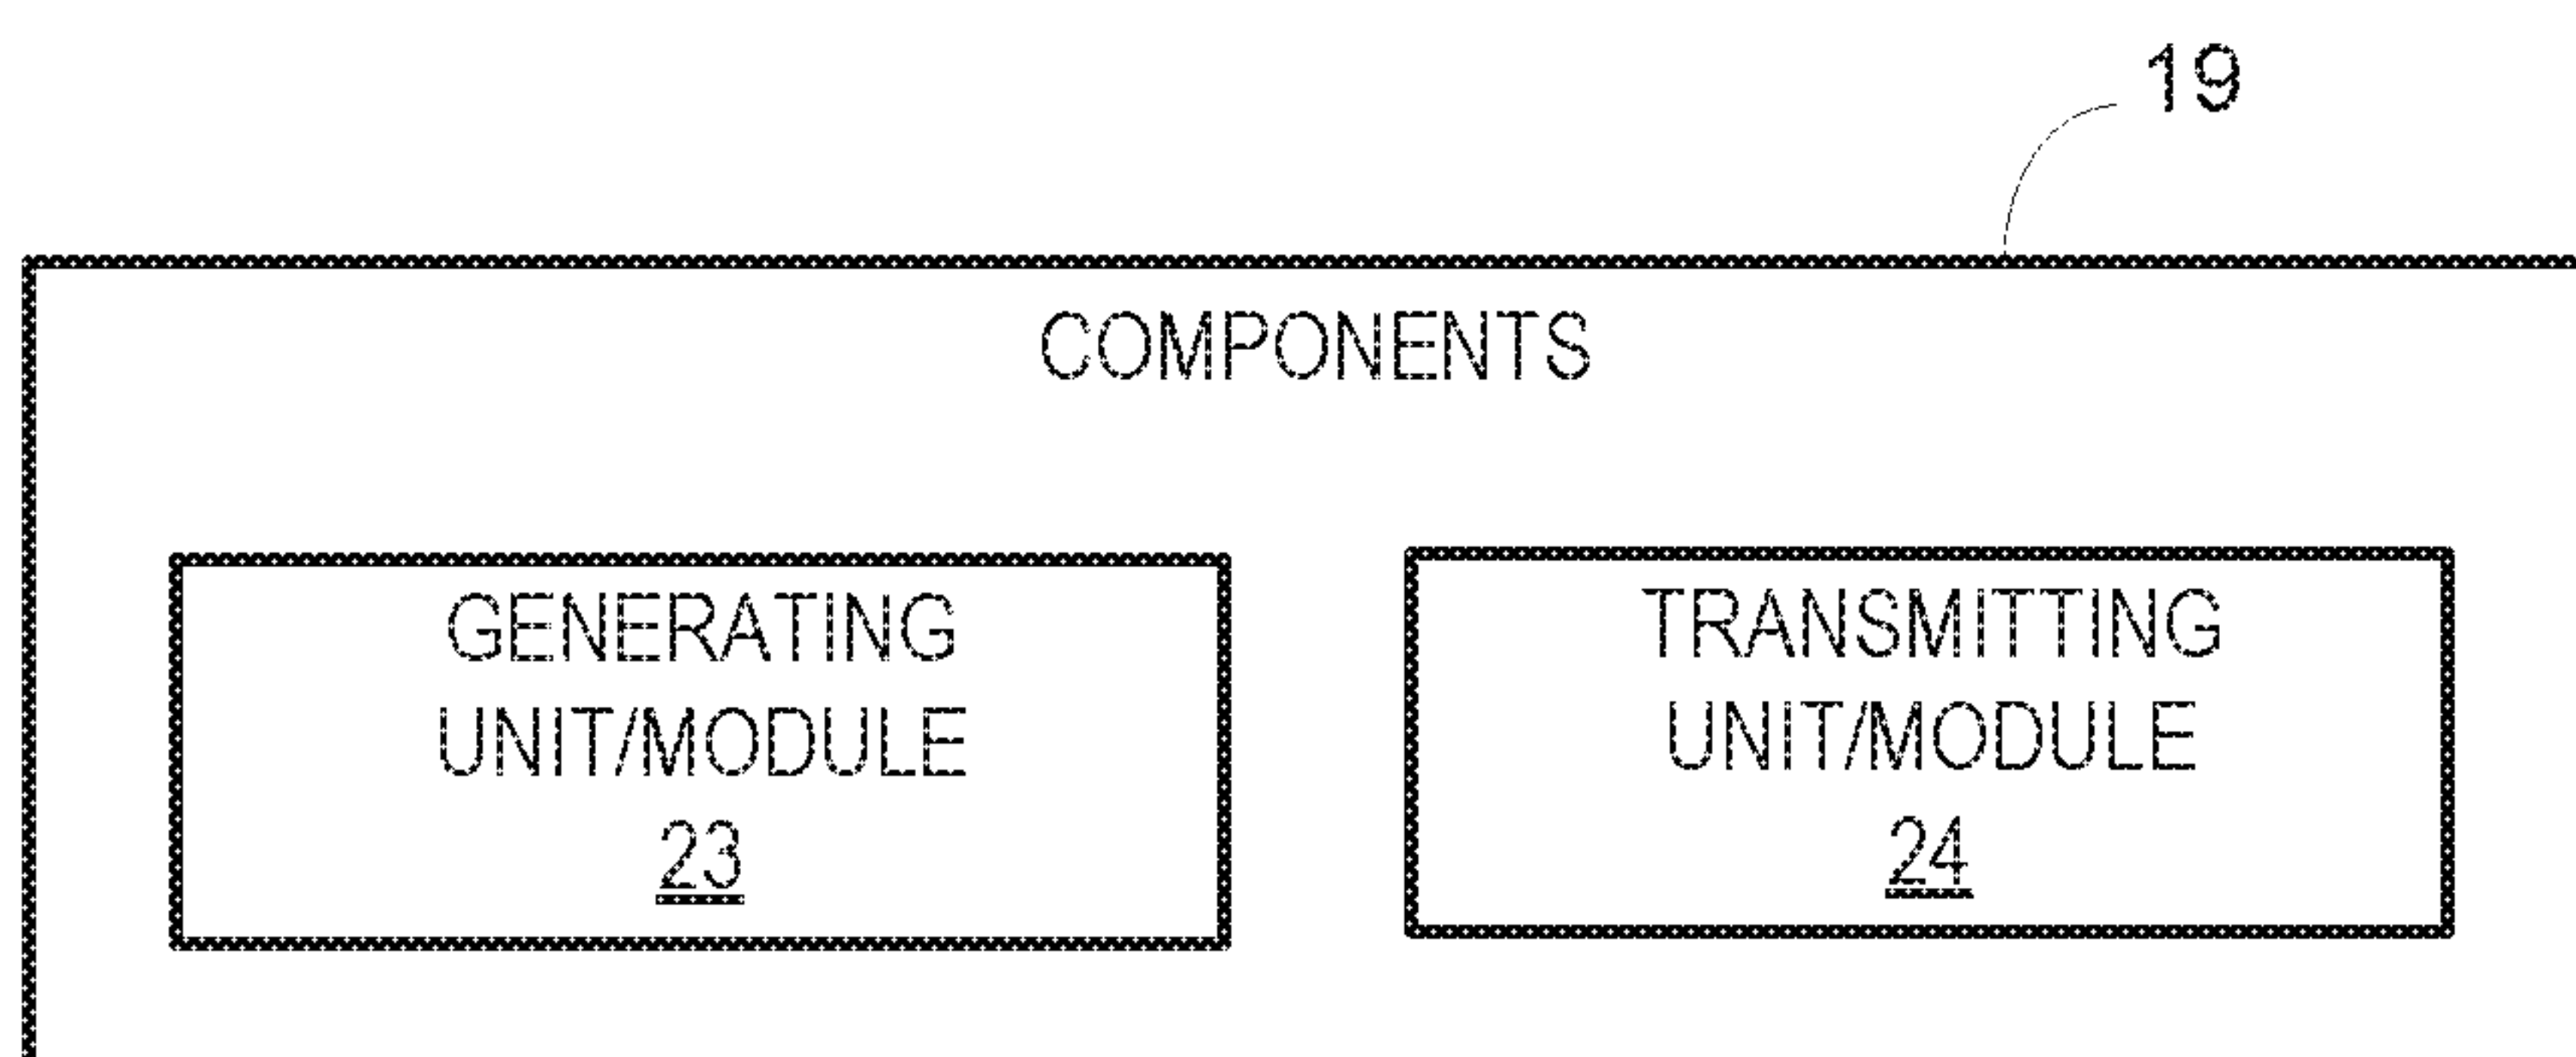 19
COMPONENTS
GENERATING
UNIT/MODULE
23
TRANSMITTING
UNIT/MODULE
24